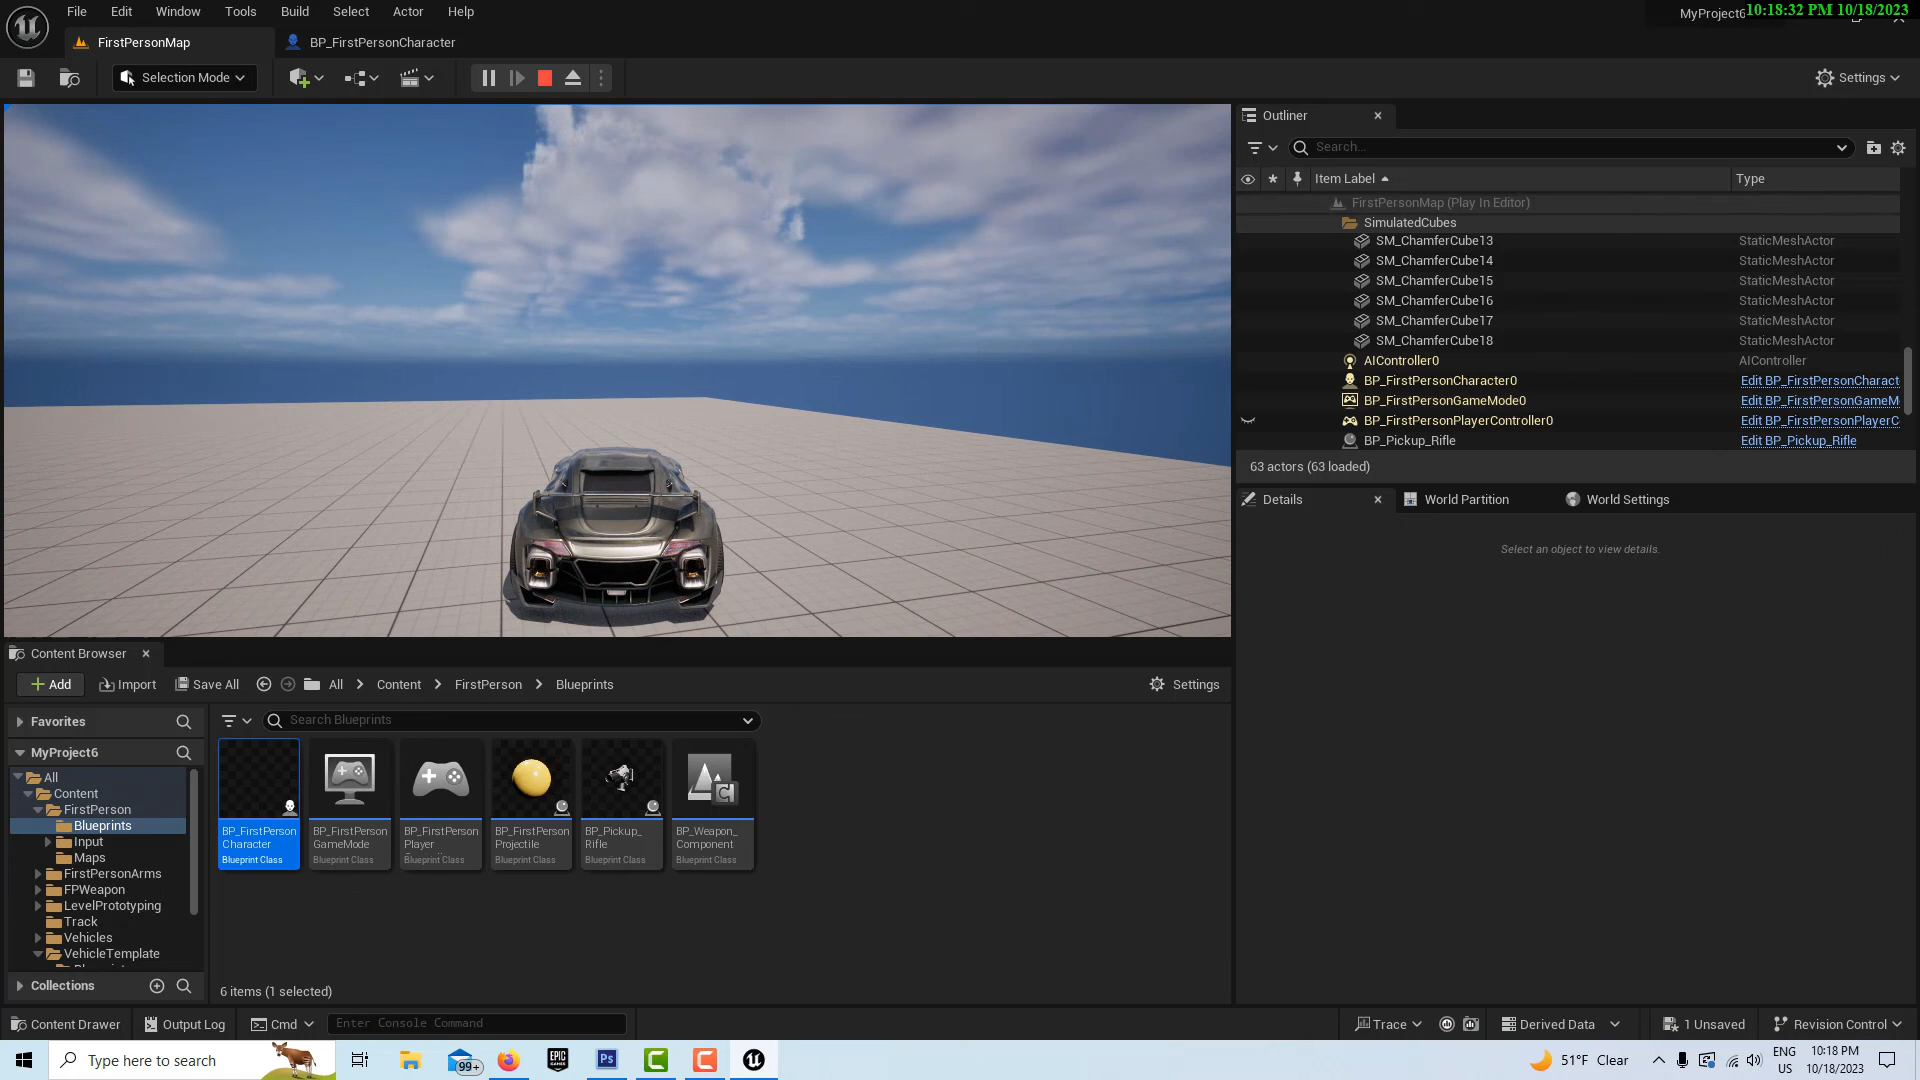 File Edit Window Tools Build Select Actor Help
MyProject6
10:18:32 PM 10/18/2023
FirstPersonMap
BP_FirstPersonCharacter
Selection Mode
Settings
Outliner
Search...
Item Label
Type
FirstPersonMap (Play In Editor)
SimulatedCubes
SM_ChamferCube13 StaticMeshActor
SM_ChamferCube14 StaticMeshActor
SM_ChamferCube15 StaticMeshActor
SM_ChamferCube16 StaticMeshActor
SM_ChamferCube17 StaticMeshActor
SM_ChamferCube18 StaticMeshActor
AIController0 AIController
BP_FirstPersonCharacter0 Edit BP_FirstPersonCharact
BP_FirstPersonGameMode0 Edit BP_FirstPersonGameM
BP_FirstPersonPlayerController0 Edit BP_FirstPersonPlayerC
BP_Pickup_Rifle Edit BP_Pickup_Rifle
63 actors (63 loaded)
Details
World Partition
World Settings
Select an object to view details.
Content Browser
Add Import Save All All Content FirstPerson Blueprints Settings
Favorites
MyProject6
All
Content
FirstPerson
Blueprints
Input
Maps
FirstPersonArms
FPWeapon
LevelPrototyping
Track
Vehicles
VehicleTemplate
Collections
Search Blueprints
BP_FirstPerson
Character
Blueprint Class
BP_FirstPerson
GameMode
Blueprint Class
BP_FirstPerson
Player
Blueprint Class
BP_FirstPerson
Projectile
Blueprint Class
BP_Pickup_
Rifle
Blueprint Class
BP_Weapon_
Component
Blueprint Class
6 items (1 selected)
Content Drawer Output Log Cmd Enter Console Command Trace Derived Data 1 Unsaved Revision Control
Type here to search
99+
EPIC
GAMES
Ps
51°F Clear
ENG
US
10:18 PM
10/18/2023